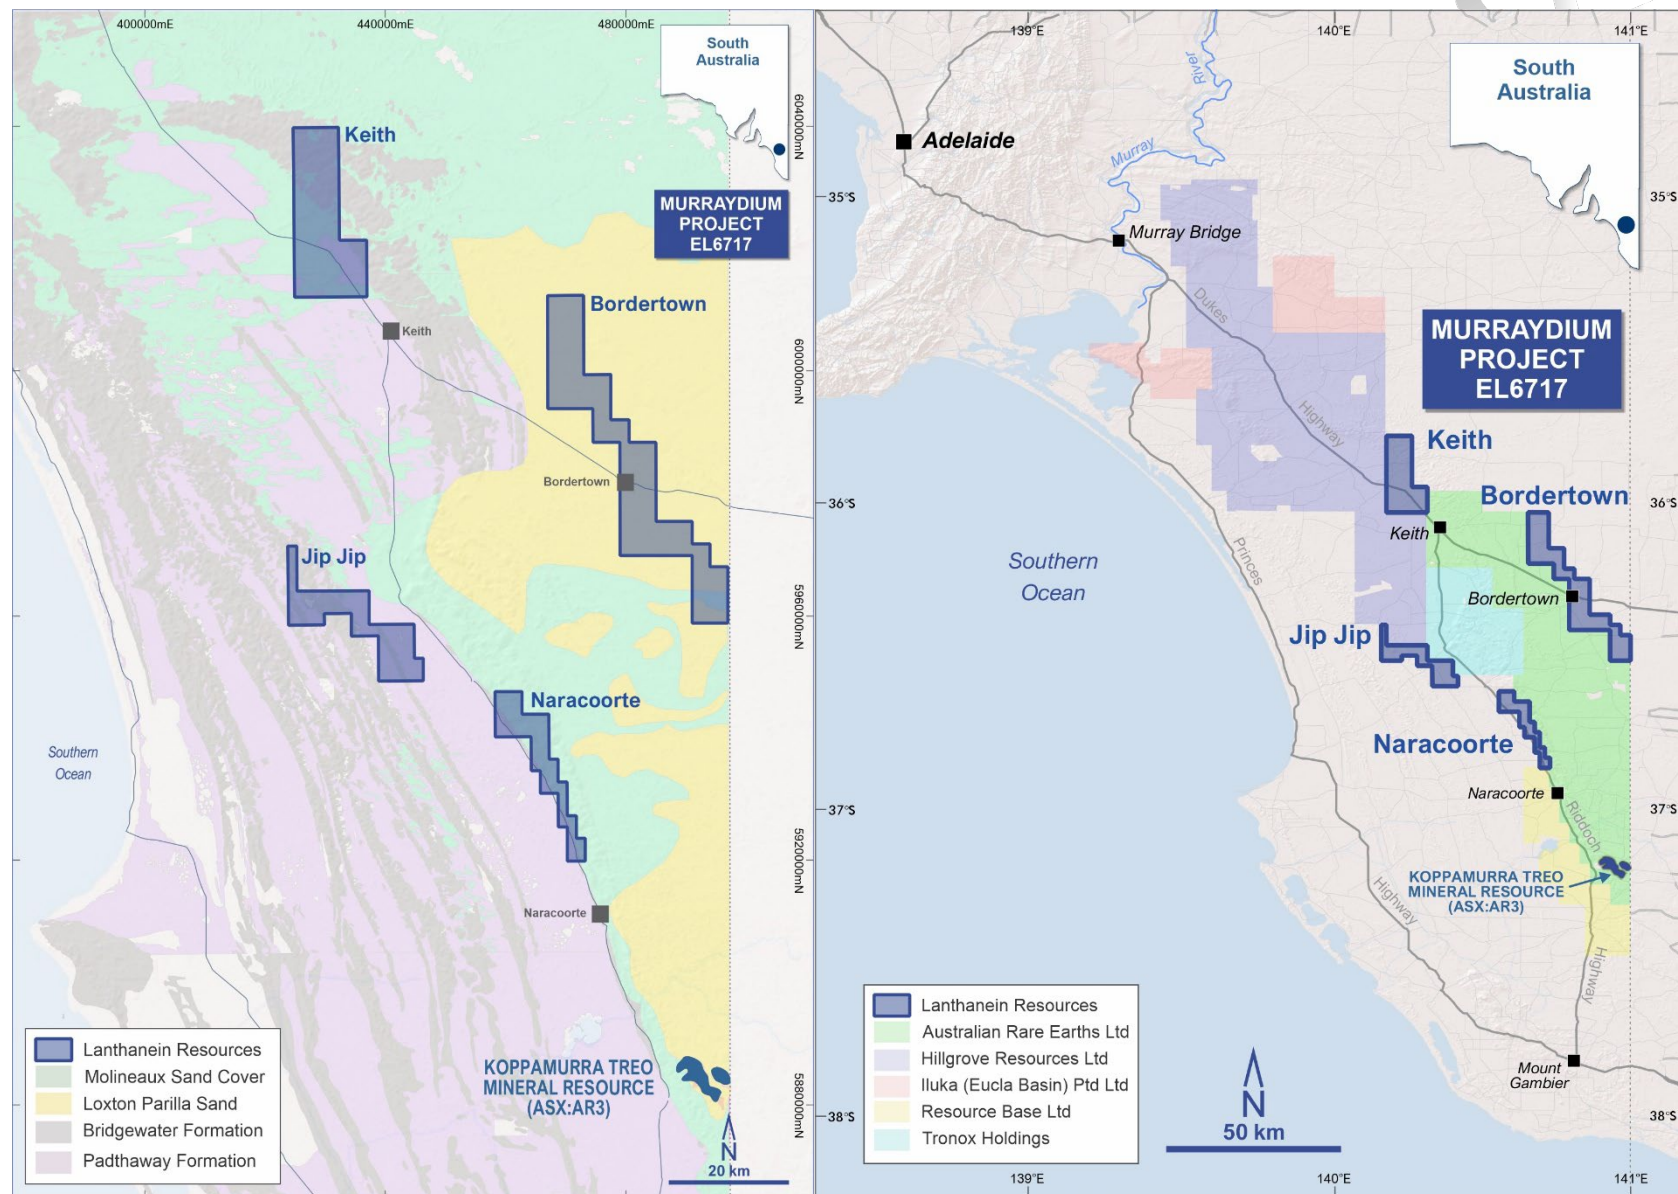 400000mE
440000mE
480000mE
South
Australia
6040000mN
Keith
MURRAYDIUM
PROJECT
EL6717
Bordertown
Keith
6000000mN
Bordertown
Jip Jip
5960000mN
Naracoorte
Southern
Ocean
5920000mN
Naracoorte
KOPPAMURRA TREO
MINERAL RESOURCE
(ASX:AR3)
5880000mN
N
20 km
Lanthanein Resources
Molineaux Sand Cover
Loxton Parilla Sand
Bridgewater Formation
Padthaway Formation
139°E
140°E
141°E
South
Australia
River
Adelaide
Murray
35°S
35°S
Murray Bridge
Dukes
MURRAYDIUM
PROJECT
EL6717
Highway
Keith
Bordertown
36°S
36°S
Keith
Princes
Southern
Ocean
Bordertown
Jip Jip
Naracoorte
Naracoorte
37°S
37°S
Riddoch
KOPPAMURRA TREO
MINERAL RESOURCE
(ASX:AR3)
Highway
Highway
Lanthanein Resources
Australian Rare Earths Ltd
Hillgrove Resources Ltd
Iluka (Eucla Basin) Ptd Ltd
Resource Base Ltd
Tronox Holdings
N
50 km
Mount
Gambier
38°S
38°S
139°E
140°E
141°E